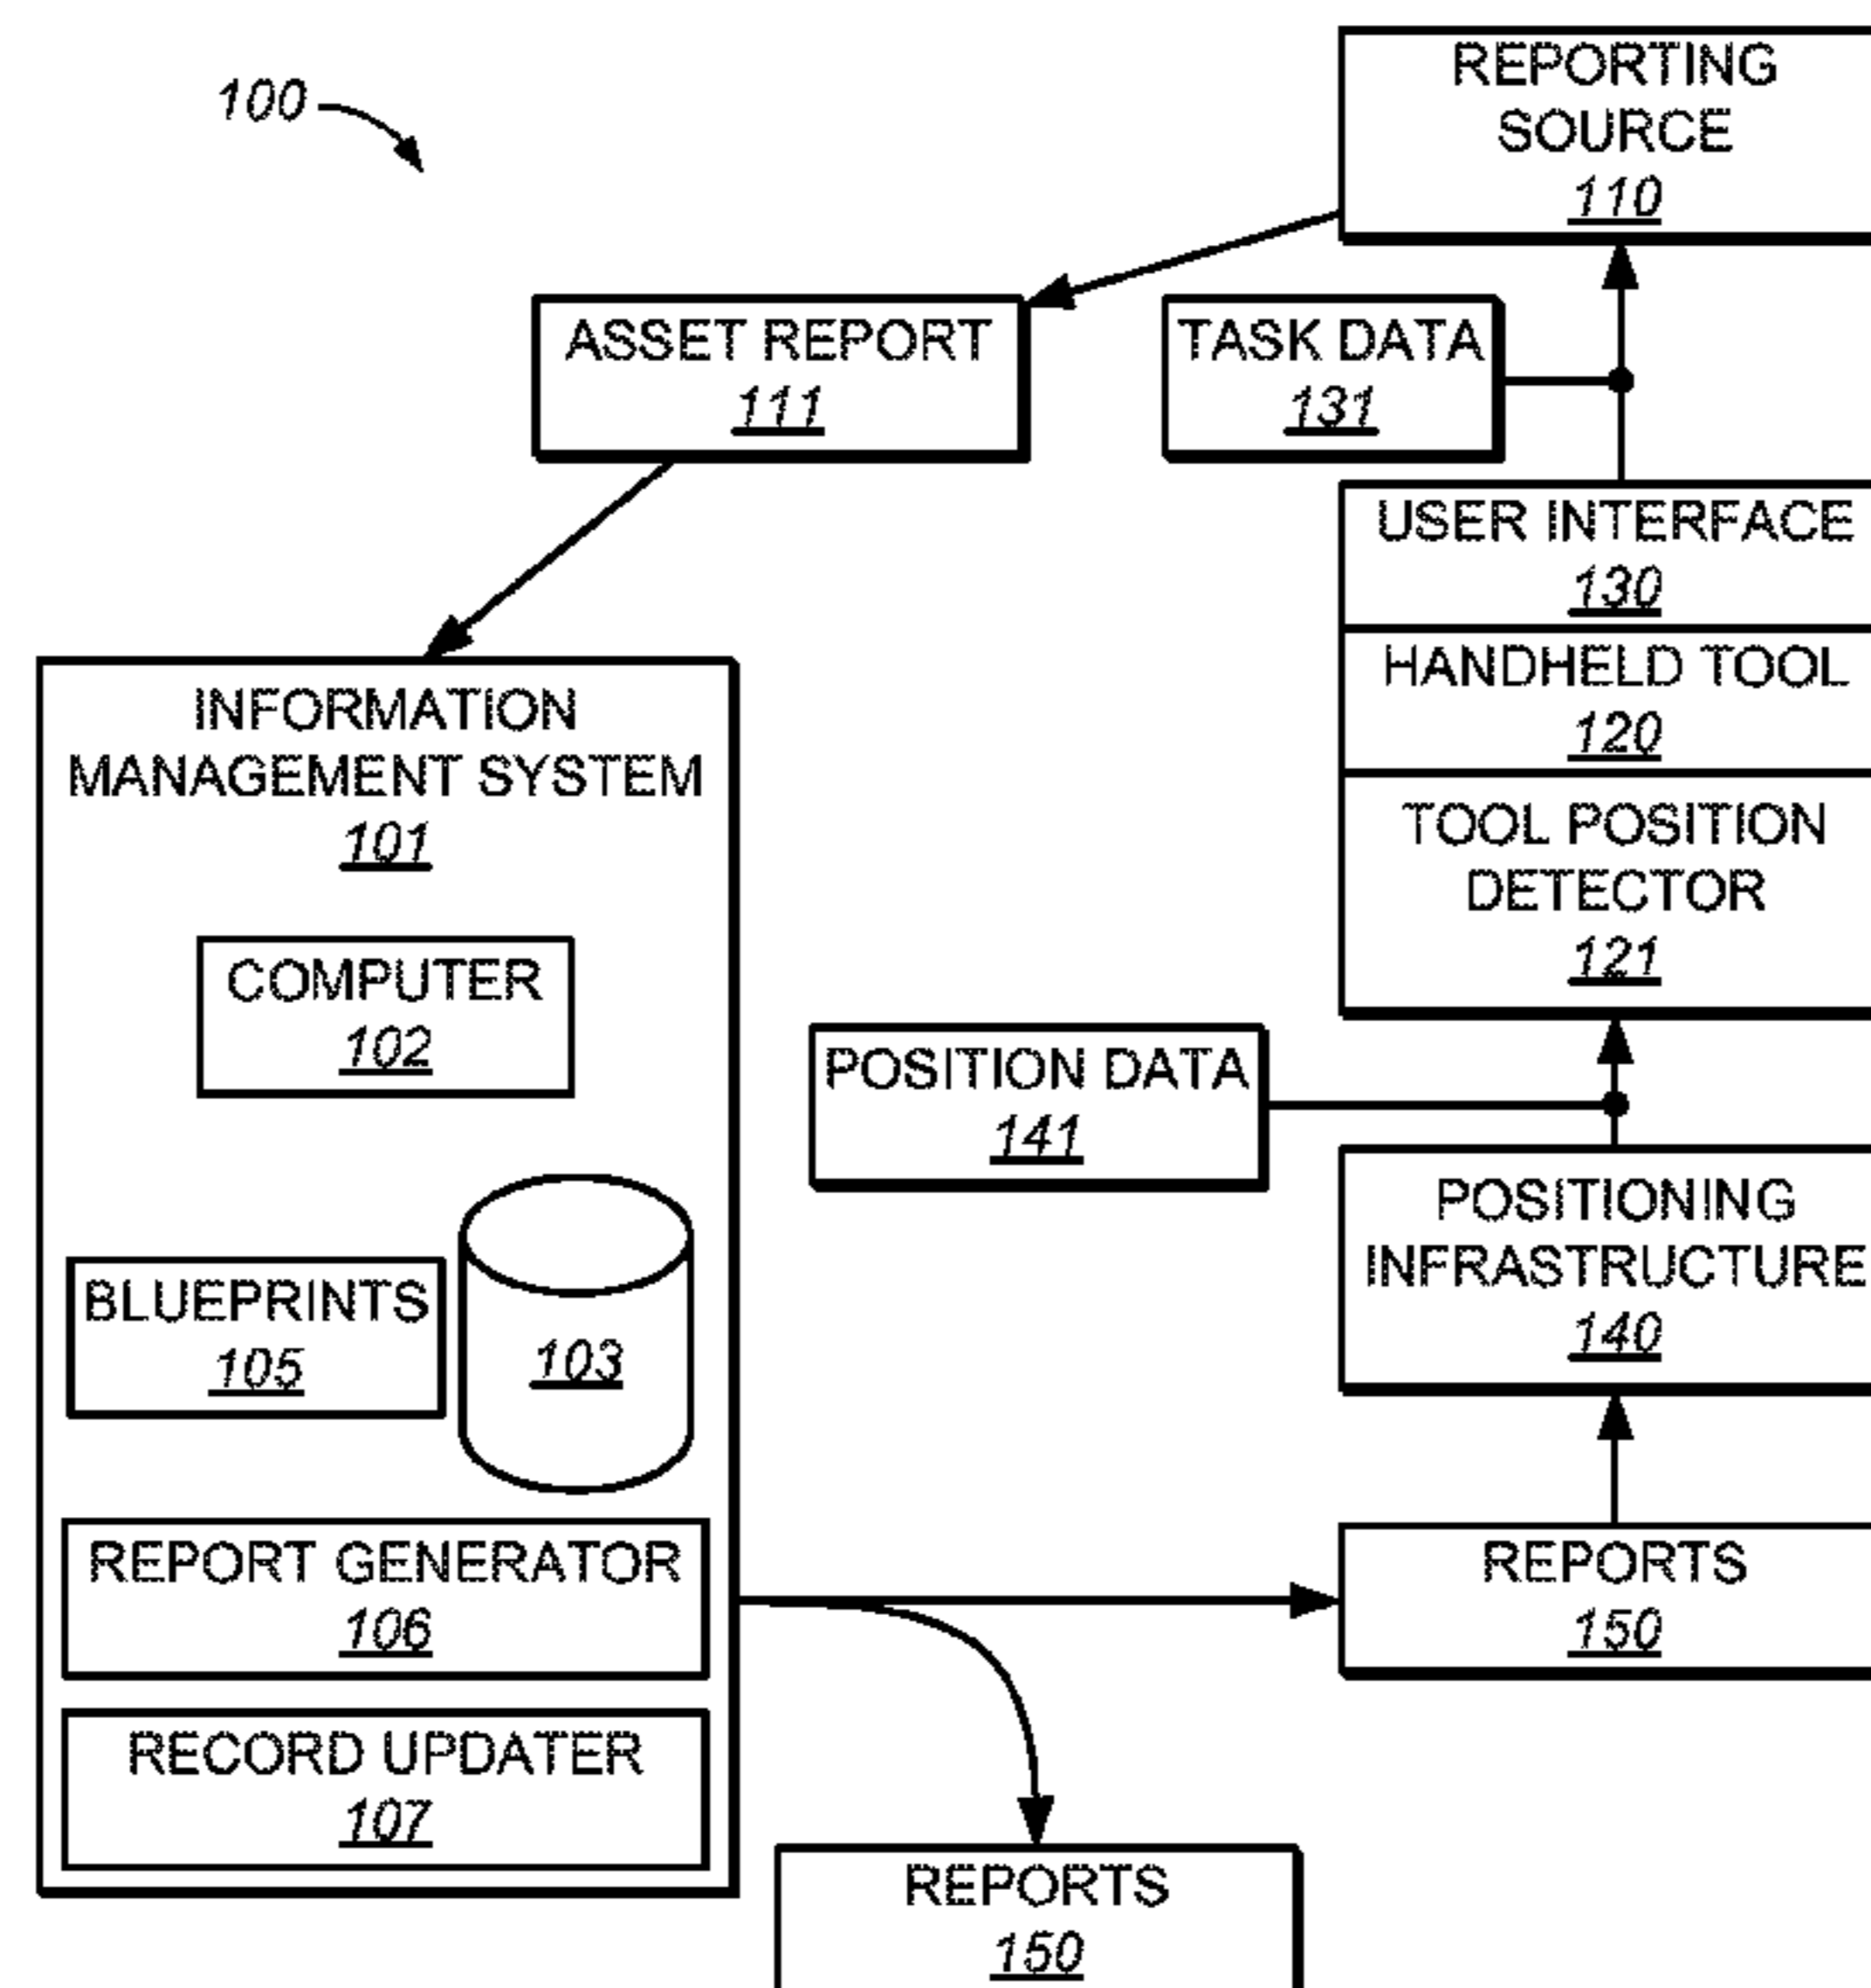 100
REPORTING
SOURCE
110
ASSET REPORT
111
TASK DATA
131
USER INTERFACE
130
HANDHELD TOOL
120
TOOL POSITION
DETECTOR
121
INFORMATION
MANAGEMENT SYSTEM
101
COMPUTER
102
POSITION DATA
141
POSITIONING
INFRASTRUCTURE
140
BLUEPRINTS
105
103
REPORT GENERATOR
106
REPORTS
150
RECORD UPDATER
107
REPORTS
150